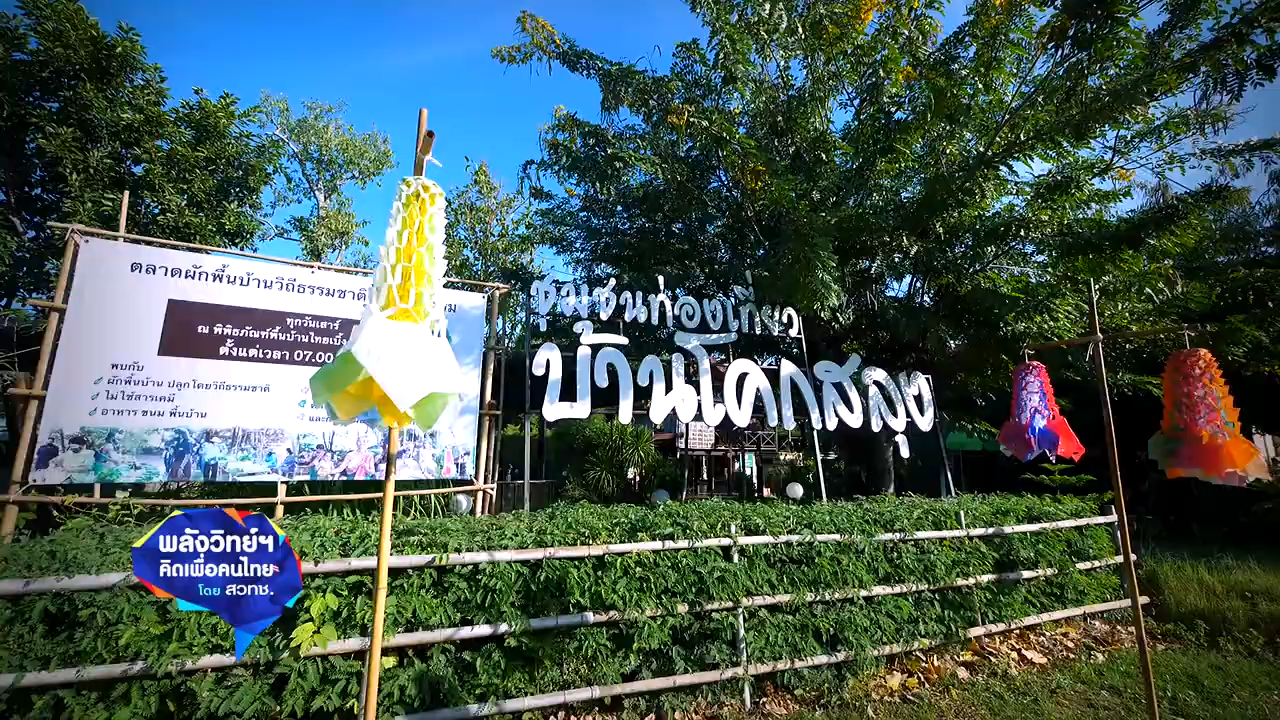 ตลาดผักพื้นบ้านวิถีธรรมชาติ
ทุกวันเสาร์
ณ พิพิธภัณฑ์พื้นบ้านไทยเบิ้ง
ตั้งแต่เวลา 07.00
พบกับ
ผักพื้นบ้าน ปลูกโดยวิถีธรรมชาติ
ไม่ใช้สารเคมี
อาหาร ขนม พื้นบ้าน
ชุมชนท่องเที่ยว
บ้านโคกสลุง
พลังวิทย์ฯ
คิดเพื่อคนไทย
โดย สวทช.